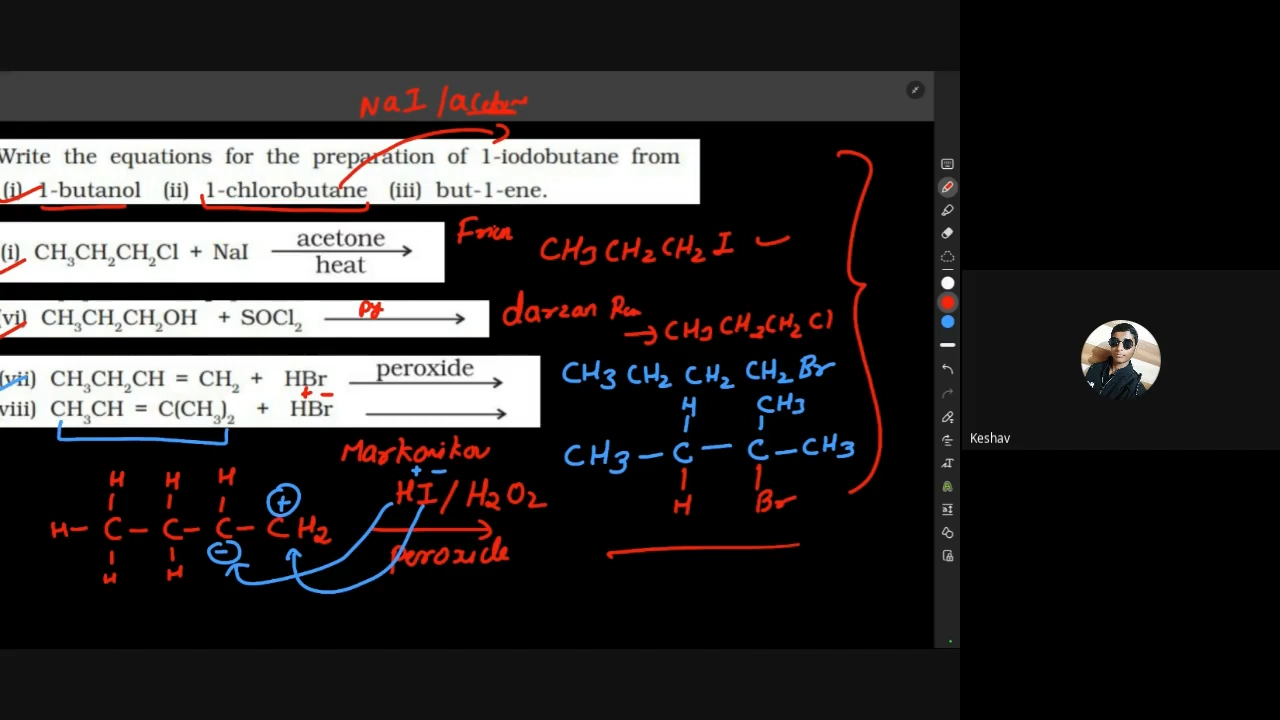 NaI / acetone
Write the equations for the preparation of 1-iodobutane from
(i) 1-butanol (ii) 1-chlorobutane (iii) but-1-ene.
(i) CH₃CH₂CH₂Cl + NaI acetone heat
CH3 CH2 CH2 I
(vi) CH₃CH₂CH₂OH + SOCl₂ Py
darzan Rxn
→ CH3 CH2 CH2 Cl
(vii) CH₃CH₂CH = CH₂ + HBr peroxide
CH3 CH2 CH2 CH2 Br
viii) CH₃CH = C(CH₃)₂ + HBr
+ −
H CH3
CH3 — C — C — CH3
H Br
Markonikov
+ −
HI / H2O2
peroxide
H H H +
H — C — C — C — CH2
−
H H
Keshav